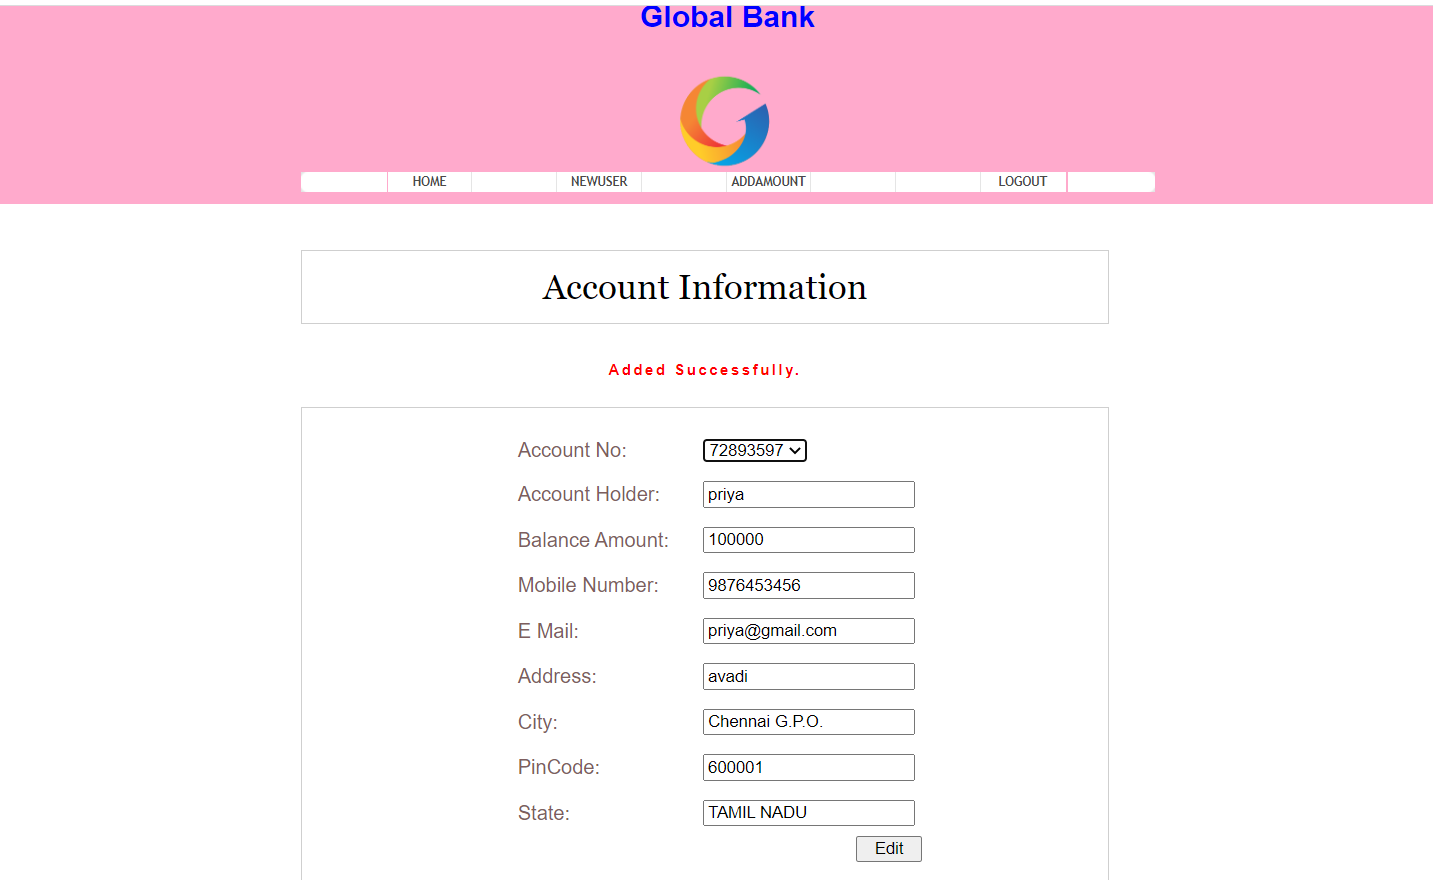 Global Bank
HOME NEWUSER ADDAMOUNT LOGOUT
Account Information
Added Successfully.
Account No: 72893597
Account Holder: priya
Balance Amount: 100000
Mobile Number: 9876453456
E Mail: priya@gmail.com
Address: avadi
City: Chennai G.P.O.
PinCode: 600001
State: TAMIL NADU
Edit